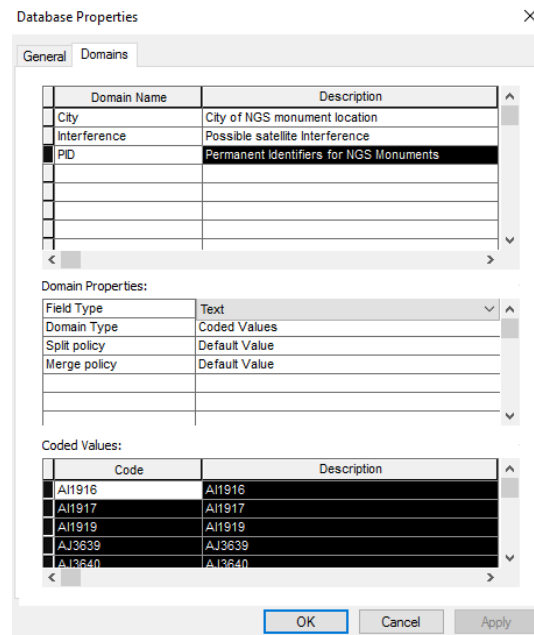 Database Properties
General Domains
Domain Name Description
City City of NGS monument location
Interference Possible satellite Interference
PID Permanent Identifiers for NGS Monuments
Domain Properties:
Field Type Text
Domain Type Coded Values
Split policy Default Value
Merge policy Default Value
Coded Values:
Code Description
AI1916 AI1916
AI1917 AI1917
AI1919 AI1919
AJ3639 AJ3639
AJ3640 AJ3640
OK Cancel Apply